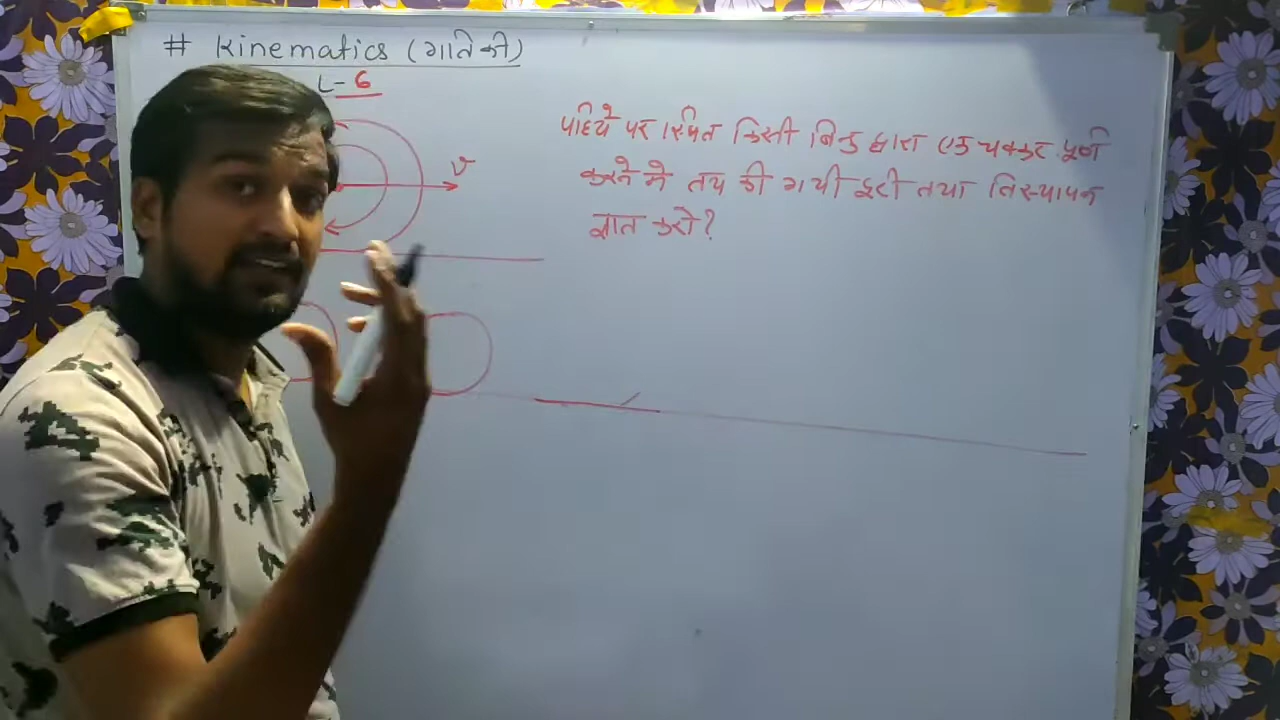 # Kinematics (गतिकी)
L-6
v
पहिये पर स्थित किसी बिन्दु द्वारा एक चक्कर पूर्ण
करने मे तय की गयी दूरी तथा विस्थापन
ज्ञात करो?